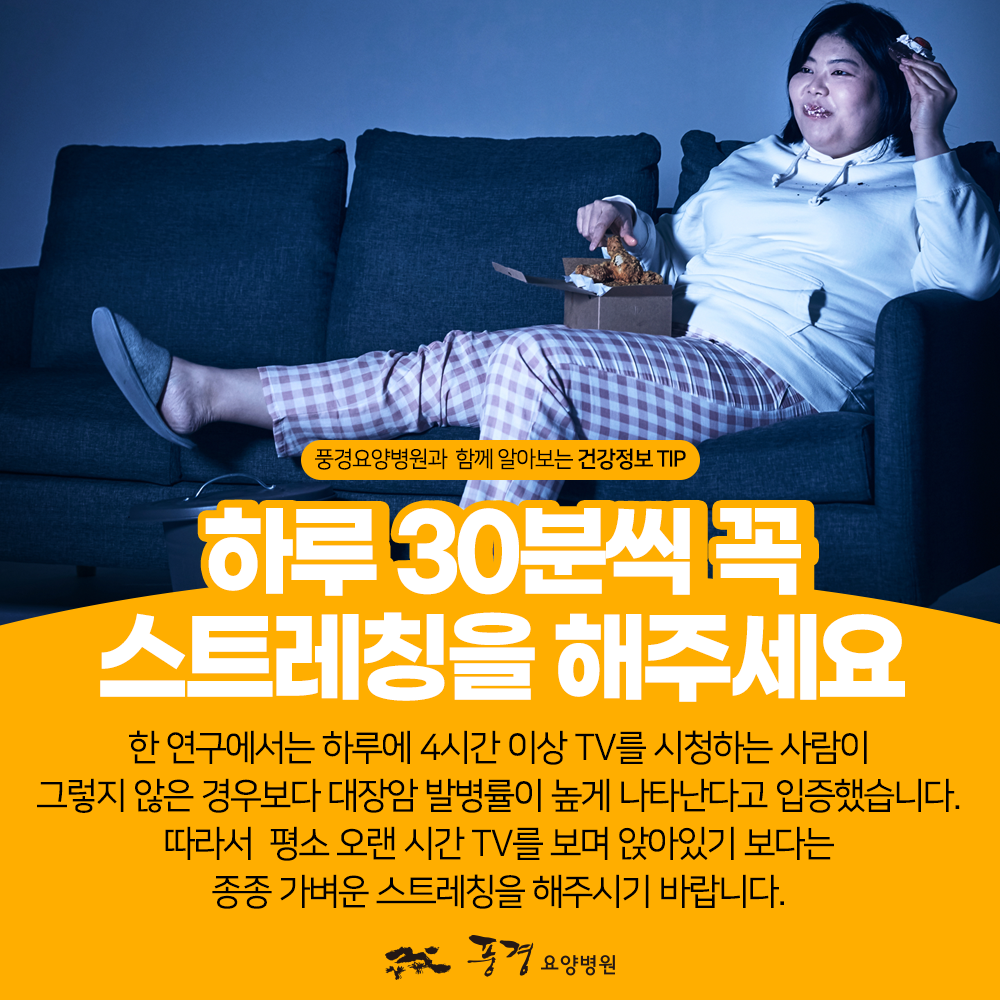 풍경요양병원과 함께 알아보는 건강정보 TIP
하루 30분씩 꼭
스트레칭을 해주세요
한 연구에서는 하루에 4시간 이상 TV를 시청하는 사람이
그렇지 않은 경우보다 대장암 발병률이 높게 나타난다고 입증했습니다.
따라서 평소 오랜 시간 TV를 보며 앉아있기 보다는
종종 가벼운 스트레칭을 해주시기 바랍니다.
풍경 요양병원